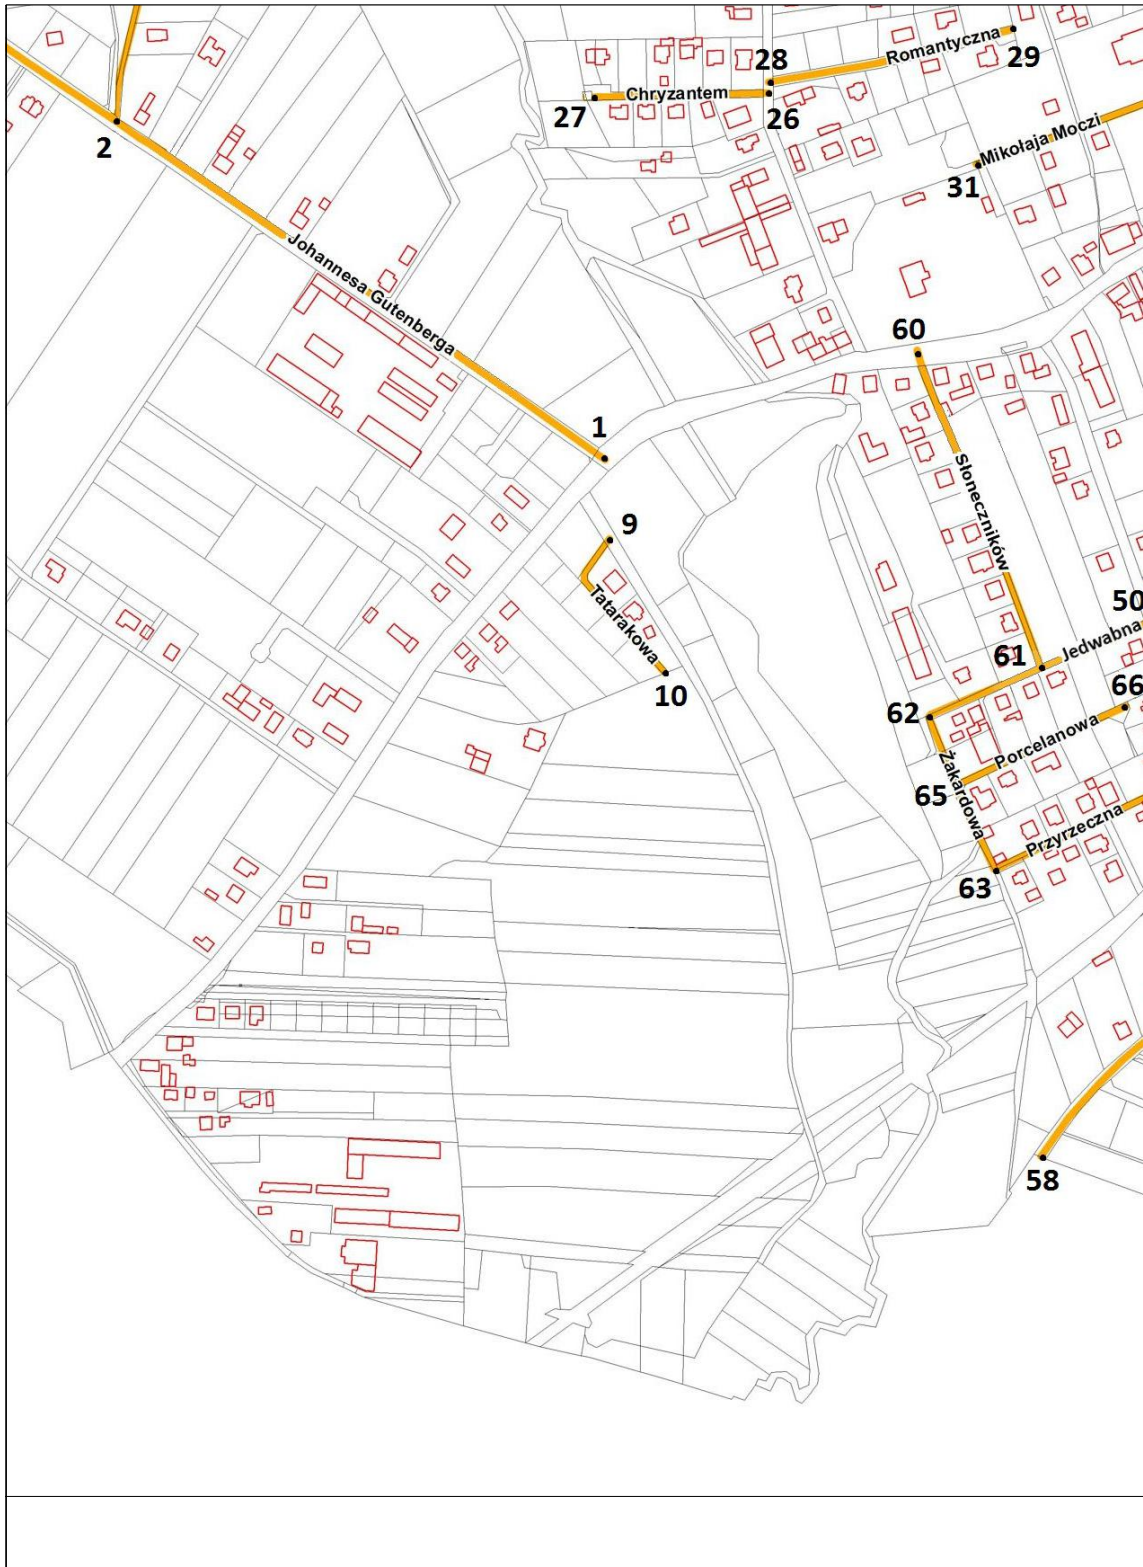 28
Romantyczna
29
27
Chryzantem
26
2
Mikołaja Moczi
31
Johannesa Gutenberga
60
1
Słoneczników
9
Tatarakowa
50
Jedwabna
61
10
66
62
Żakardowa
Porcelanowa
65
Przyrzeczna
63
58